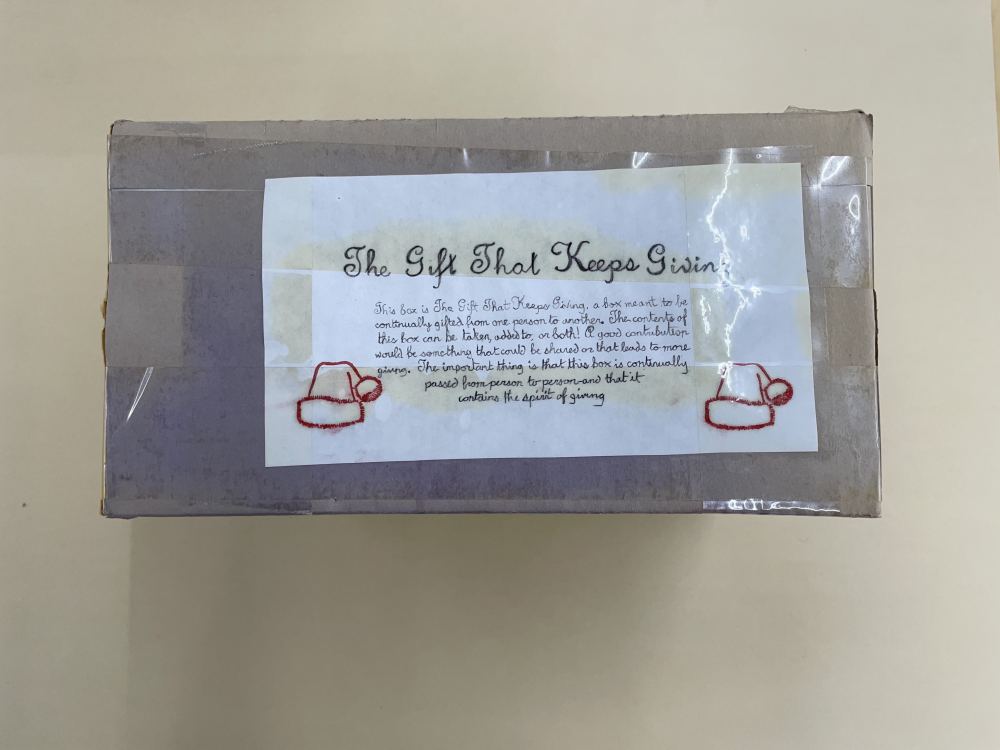 The Gift That Keeps Giving
This box is The Gift That Keeps Giving, a box meant to be
continually gifted from one person to another. The contents of
this box can be taken, added to, or both! A good contribution
would be something that could be shared or that leads to more
giving. The important thing is that this box is continually
passed from person to person and that it
contains the spirit of giving